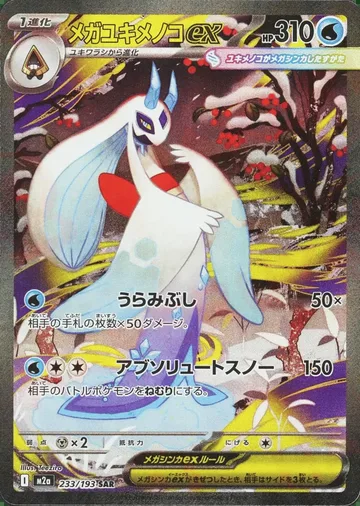 1進化
メガユキメノコex
HP310
ユキワラシから進化
ユキメノコがメガシンカしたすがた
うらみぶし 50×
相手の手札の枚数×50ダメージ。
アブソリュートスノー 150
相手のバトルポケモンをねむりにする。
弱点 ×2 抵抗力 にげる
メガシンカexルール
メガシンカexがきぜつしたとき、相手はサイドを3枚とる。
Illus. Tezziro
I M2a 233/193 SAR